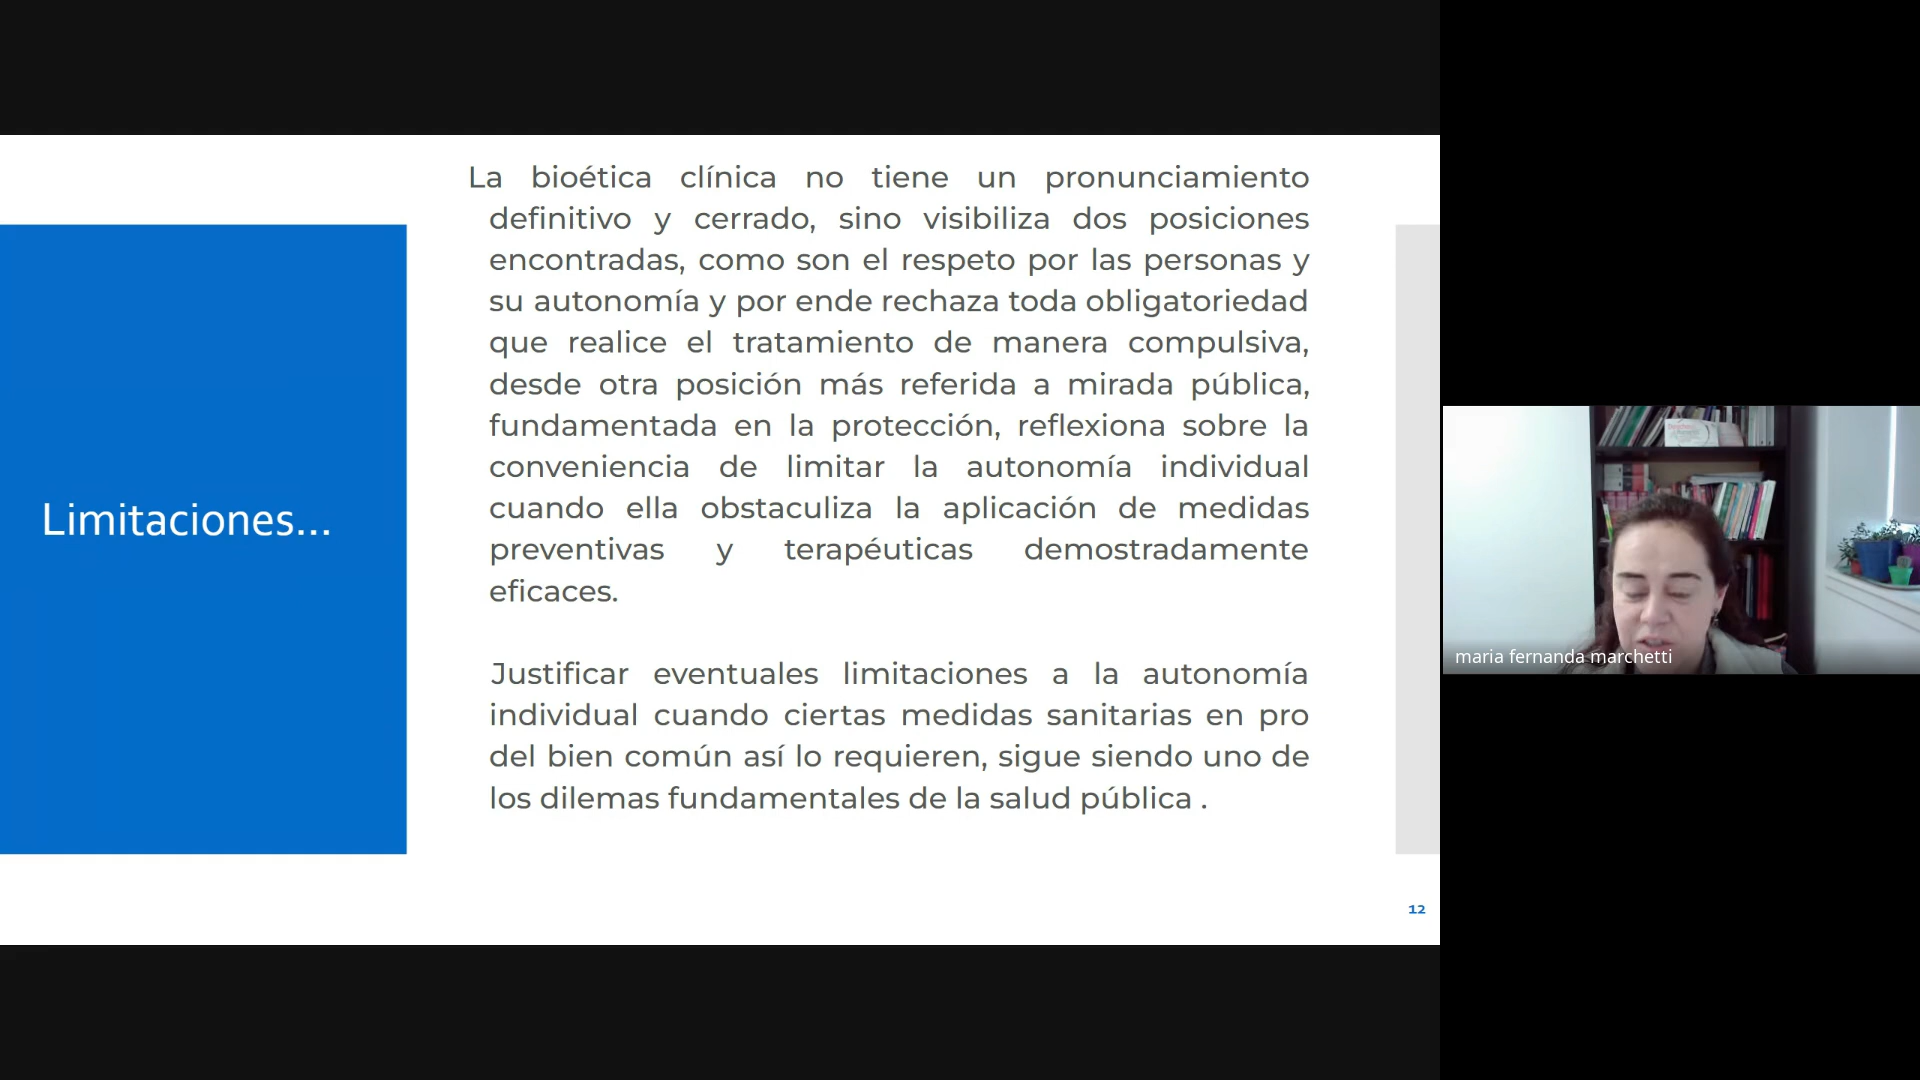 Limitaciones...
La bioética clínica no tiene un pronunciamiento
definitivo y cerrado, sino visibiliza dos posiciones
encontradas, como son el respeto por las personas y
su autonomía y por ende rechaza toda obligatoriedad
que realice el tratamiento de manera compulsiva,
desde otra posición más referida a mirada pública,
fundamentada en la protección, reflexiona sobre la
conveniencia de limitar la autonomía individual
cuando ella obstaculiza la aplicación de medidas
preventivas y terapéuticas demostradamente
eficaces.
Justificar eventuales limitaciones a la autonomía
individual cuando ciertas medidas sanitarias en pro
del bien común así lo requieren, sigue siendo uno de
los dilemas fundamentales de la salud pública .
12
maria fernanda marchetti